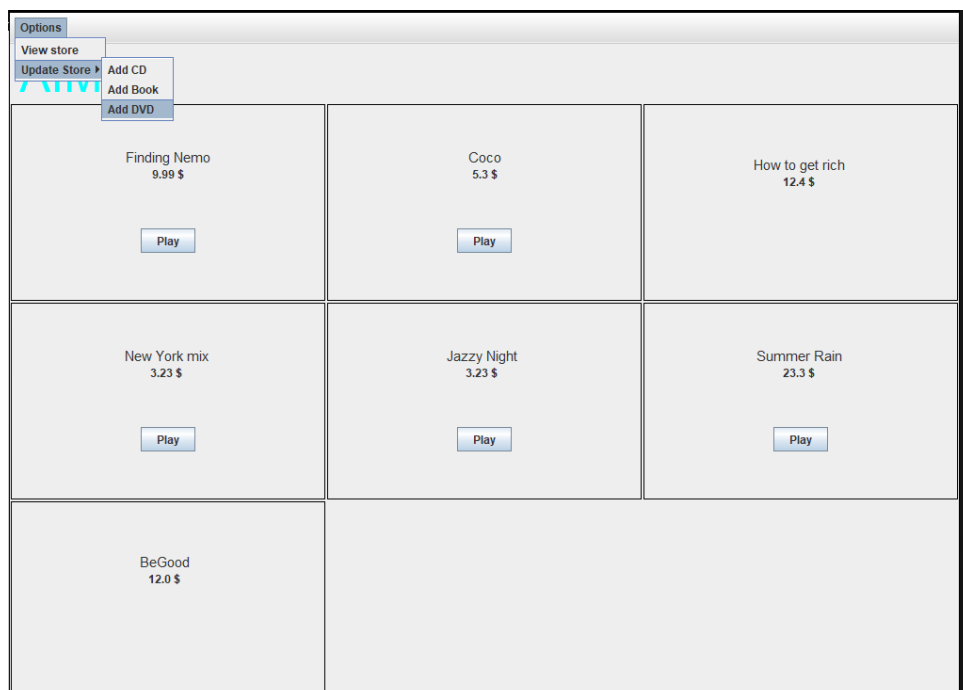 Options
View store
Update Store
Add CD
Add Book
Add DVD
Finding Nemo
9.99 $
Play
Coco
5.3 $
Play
How to get rich
12.4 $
New York mix
3.23 $
Play
Jazzy Night
3.23 $
Play
Summer Rain
23.3 $
Play
BeGood
12.0 $